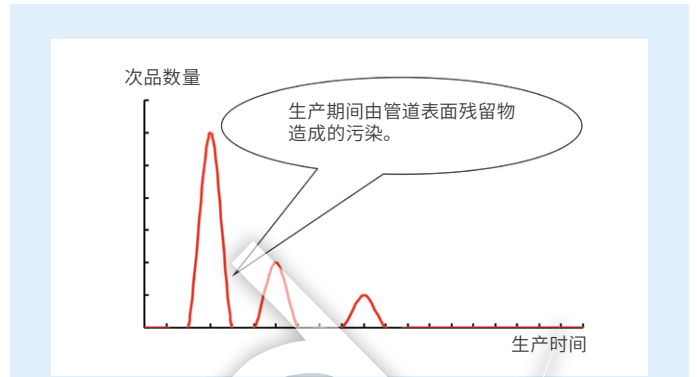 次品数量
生产期间由管道表面残留物
造成的污染。
生产时间